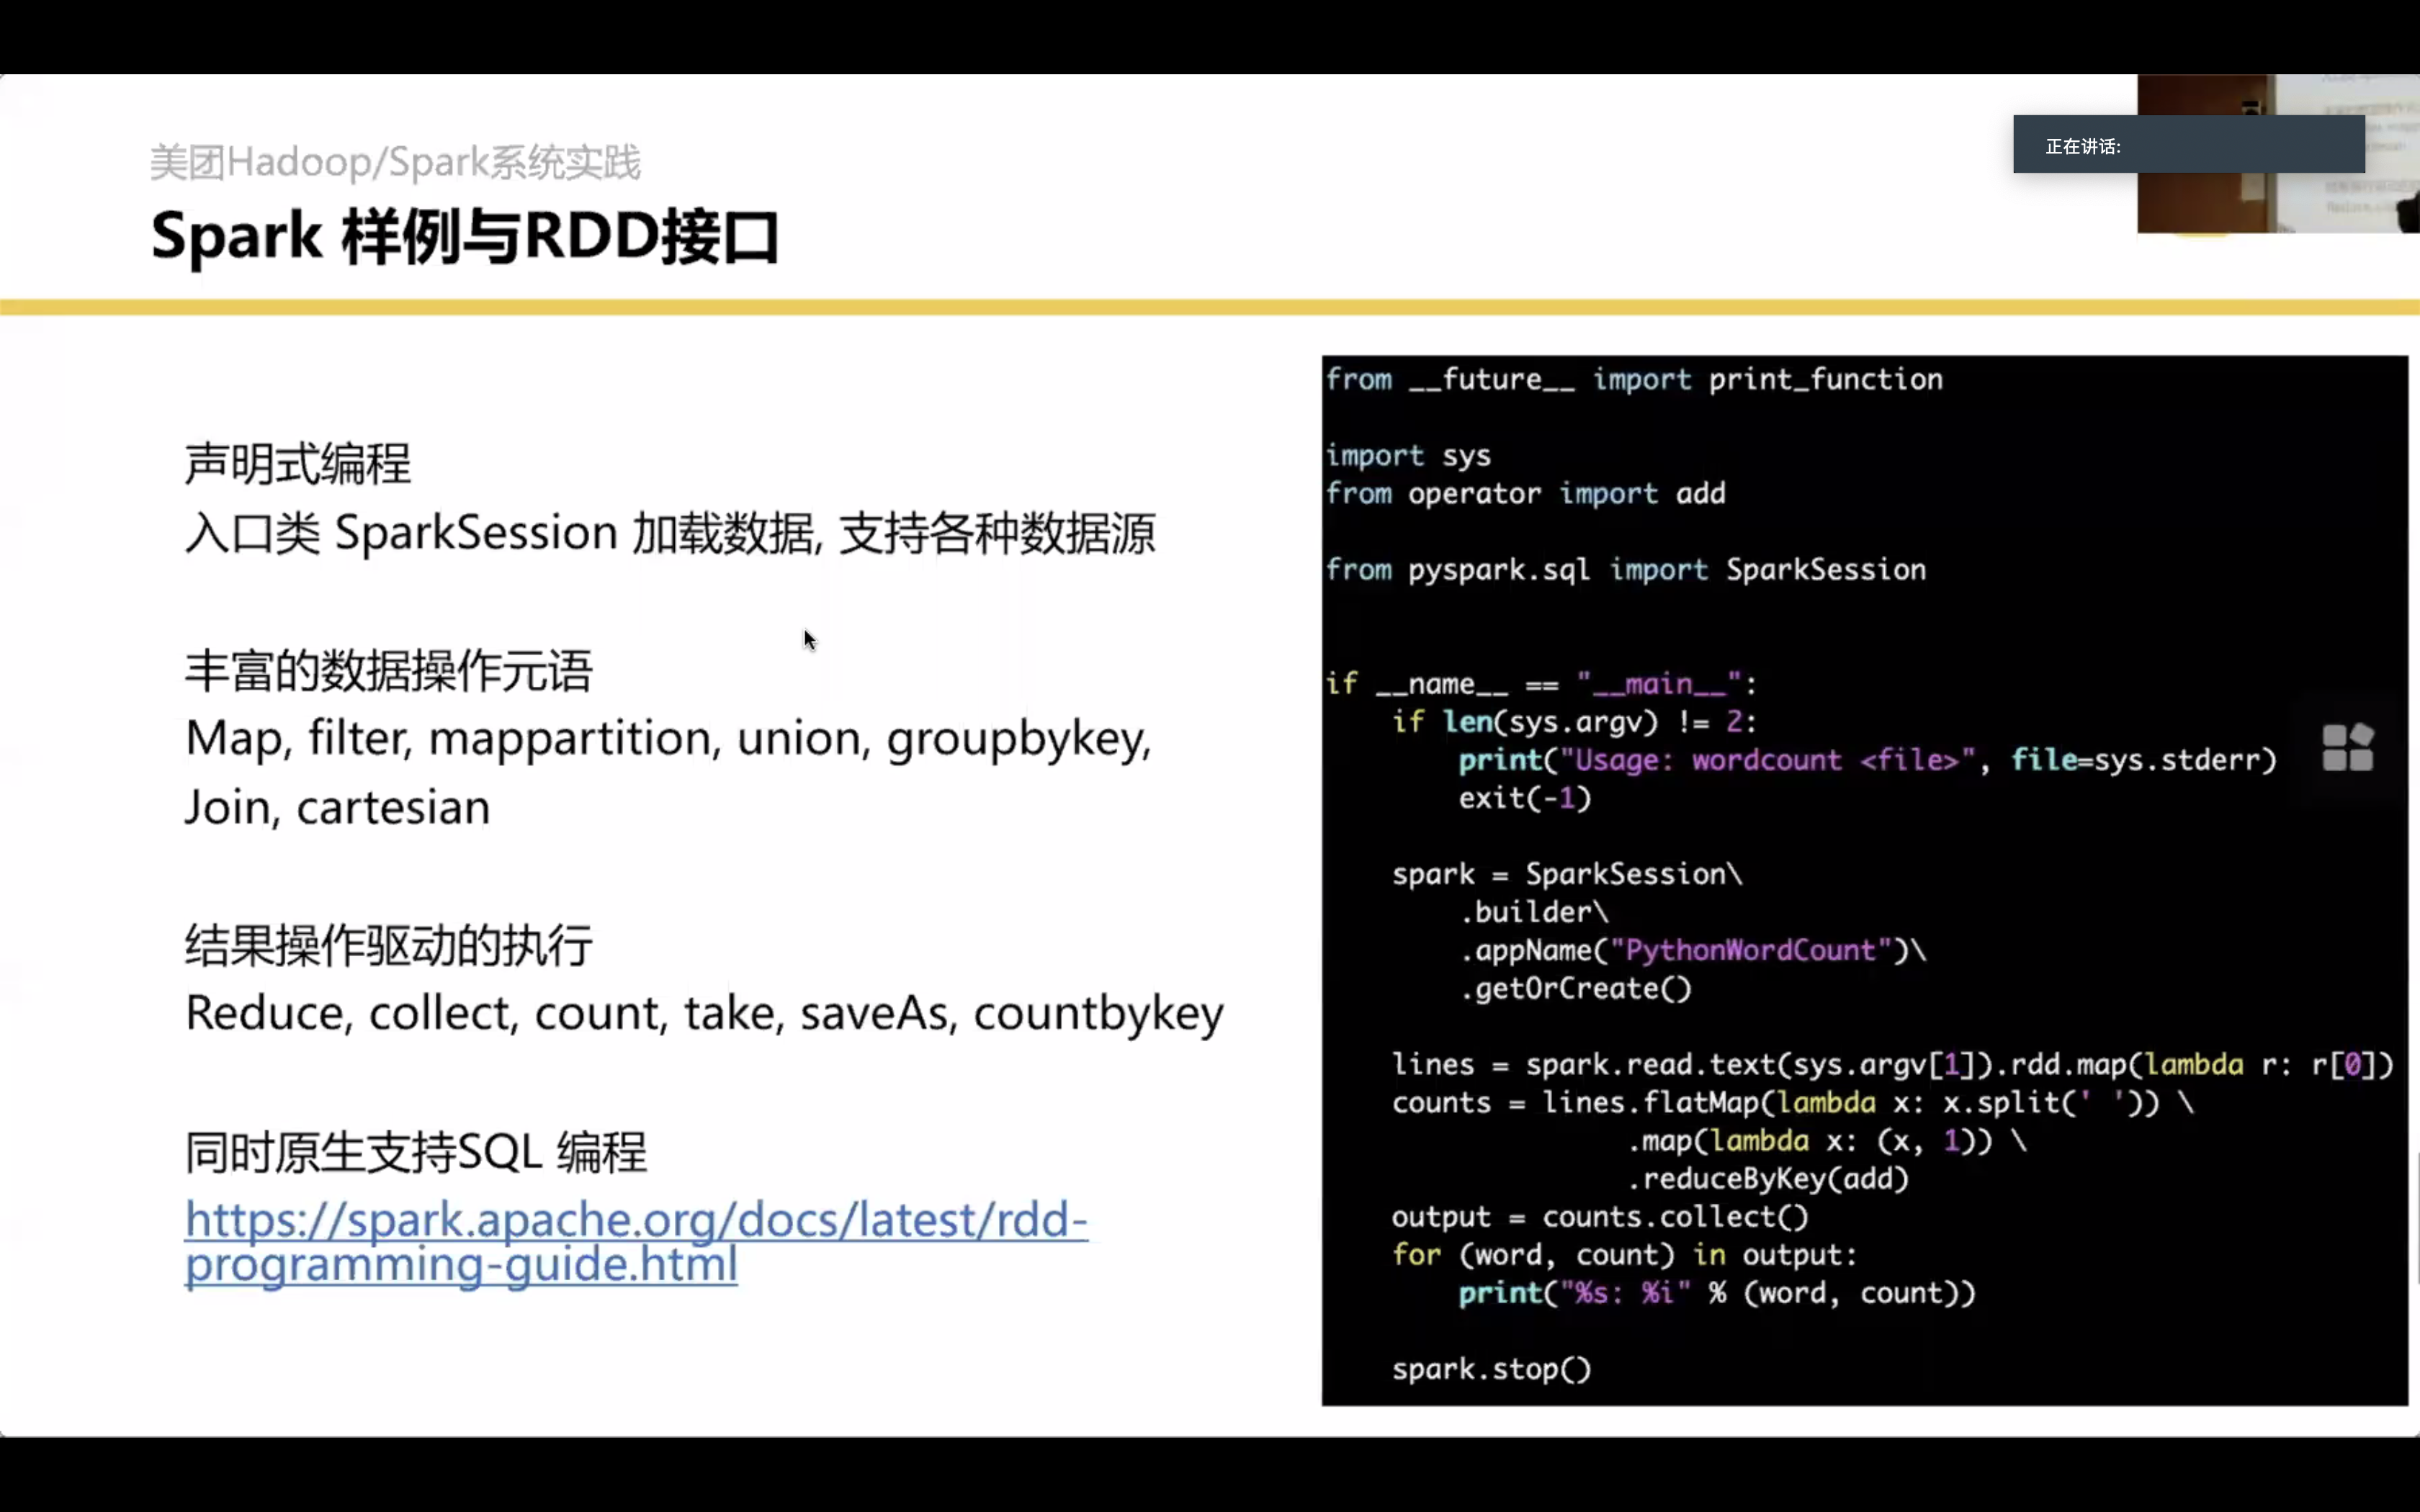 美团Hadoop/Spark系统实践
Spark 样例与RDD接口
正在讲话:
声明式编程
入口类 SparkSession 加载数据, 支持各种数据源
丰富的数据操作元语
Map, filter, mappartition, union, groupbykey,
Join, cartesian
结果操作驱动的执行
Reduce, collect, count, take, saveAs, countbykey
同时原生支持SQL 编程
https://spark.apache.org/docs/latest/rdd-
programming-guide.html
from __future__ import print_function
import sys
from operator import add
from pyspark.sql import SparkSession
if __name__ == "__main__":
    if len(sys.argv) != 2:
        print("Usage: wordcount <file>", file=sys.stderr)
        exit(-1)
    spark = SparkSession\
        .builder\
        .appName("PythonWordCount")\
        .getOrCreate()
    lines = spark.read.text(sys.argv[1]).rdd.map(lambda r: r[0])
    counts = lines.flatMap(lambda x: x.split(' ')) \
                  .map(lambda x: (x, 1)) \
                  .reduceByKey(add)
    output = counts.collect()
    for (word, count) in output:
        print("%s: %i" % (word, count))
    spark.stop()